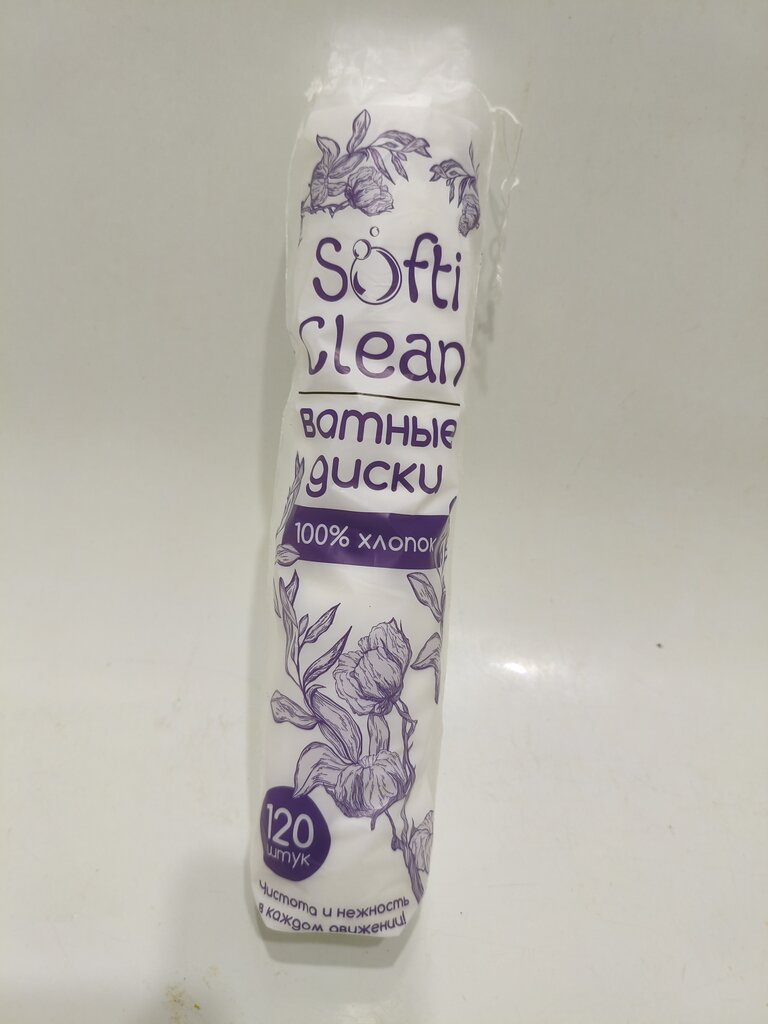 Softi
Clean
ватные
диски
100% хлопок
120
штук
Чистота и нежность
в каждом движении!